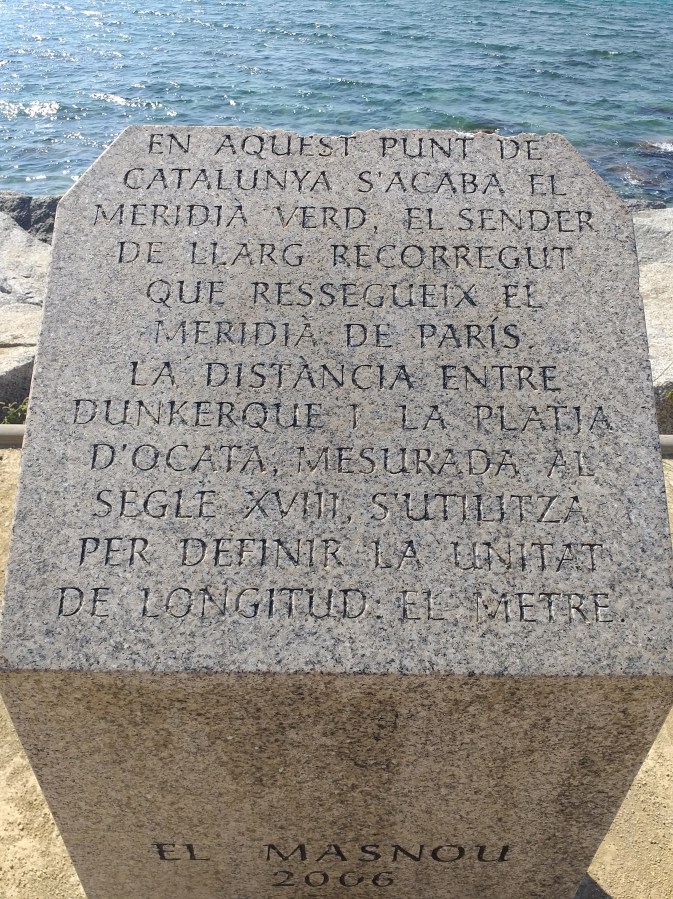 EN AQUEST PUNT DE
CATALUNYA S'ACABA EL
MERIDIÀ VERD, EL SENDER
DE LLARG RECORREGUT
QUE RESSEGUEIX EL
MERIDIÀ DE PARÍS.
LA DISTÀNCIA ENTRE
DUNKERQUE I LA PLATJA
D'OCATA, MESURADA AL
SEGLE XVIII, S'UTILITZA
PER DEFINIR LA UNITAT
DE LONGITUD: EL METRE.
EL MASNOU
2006